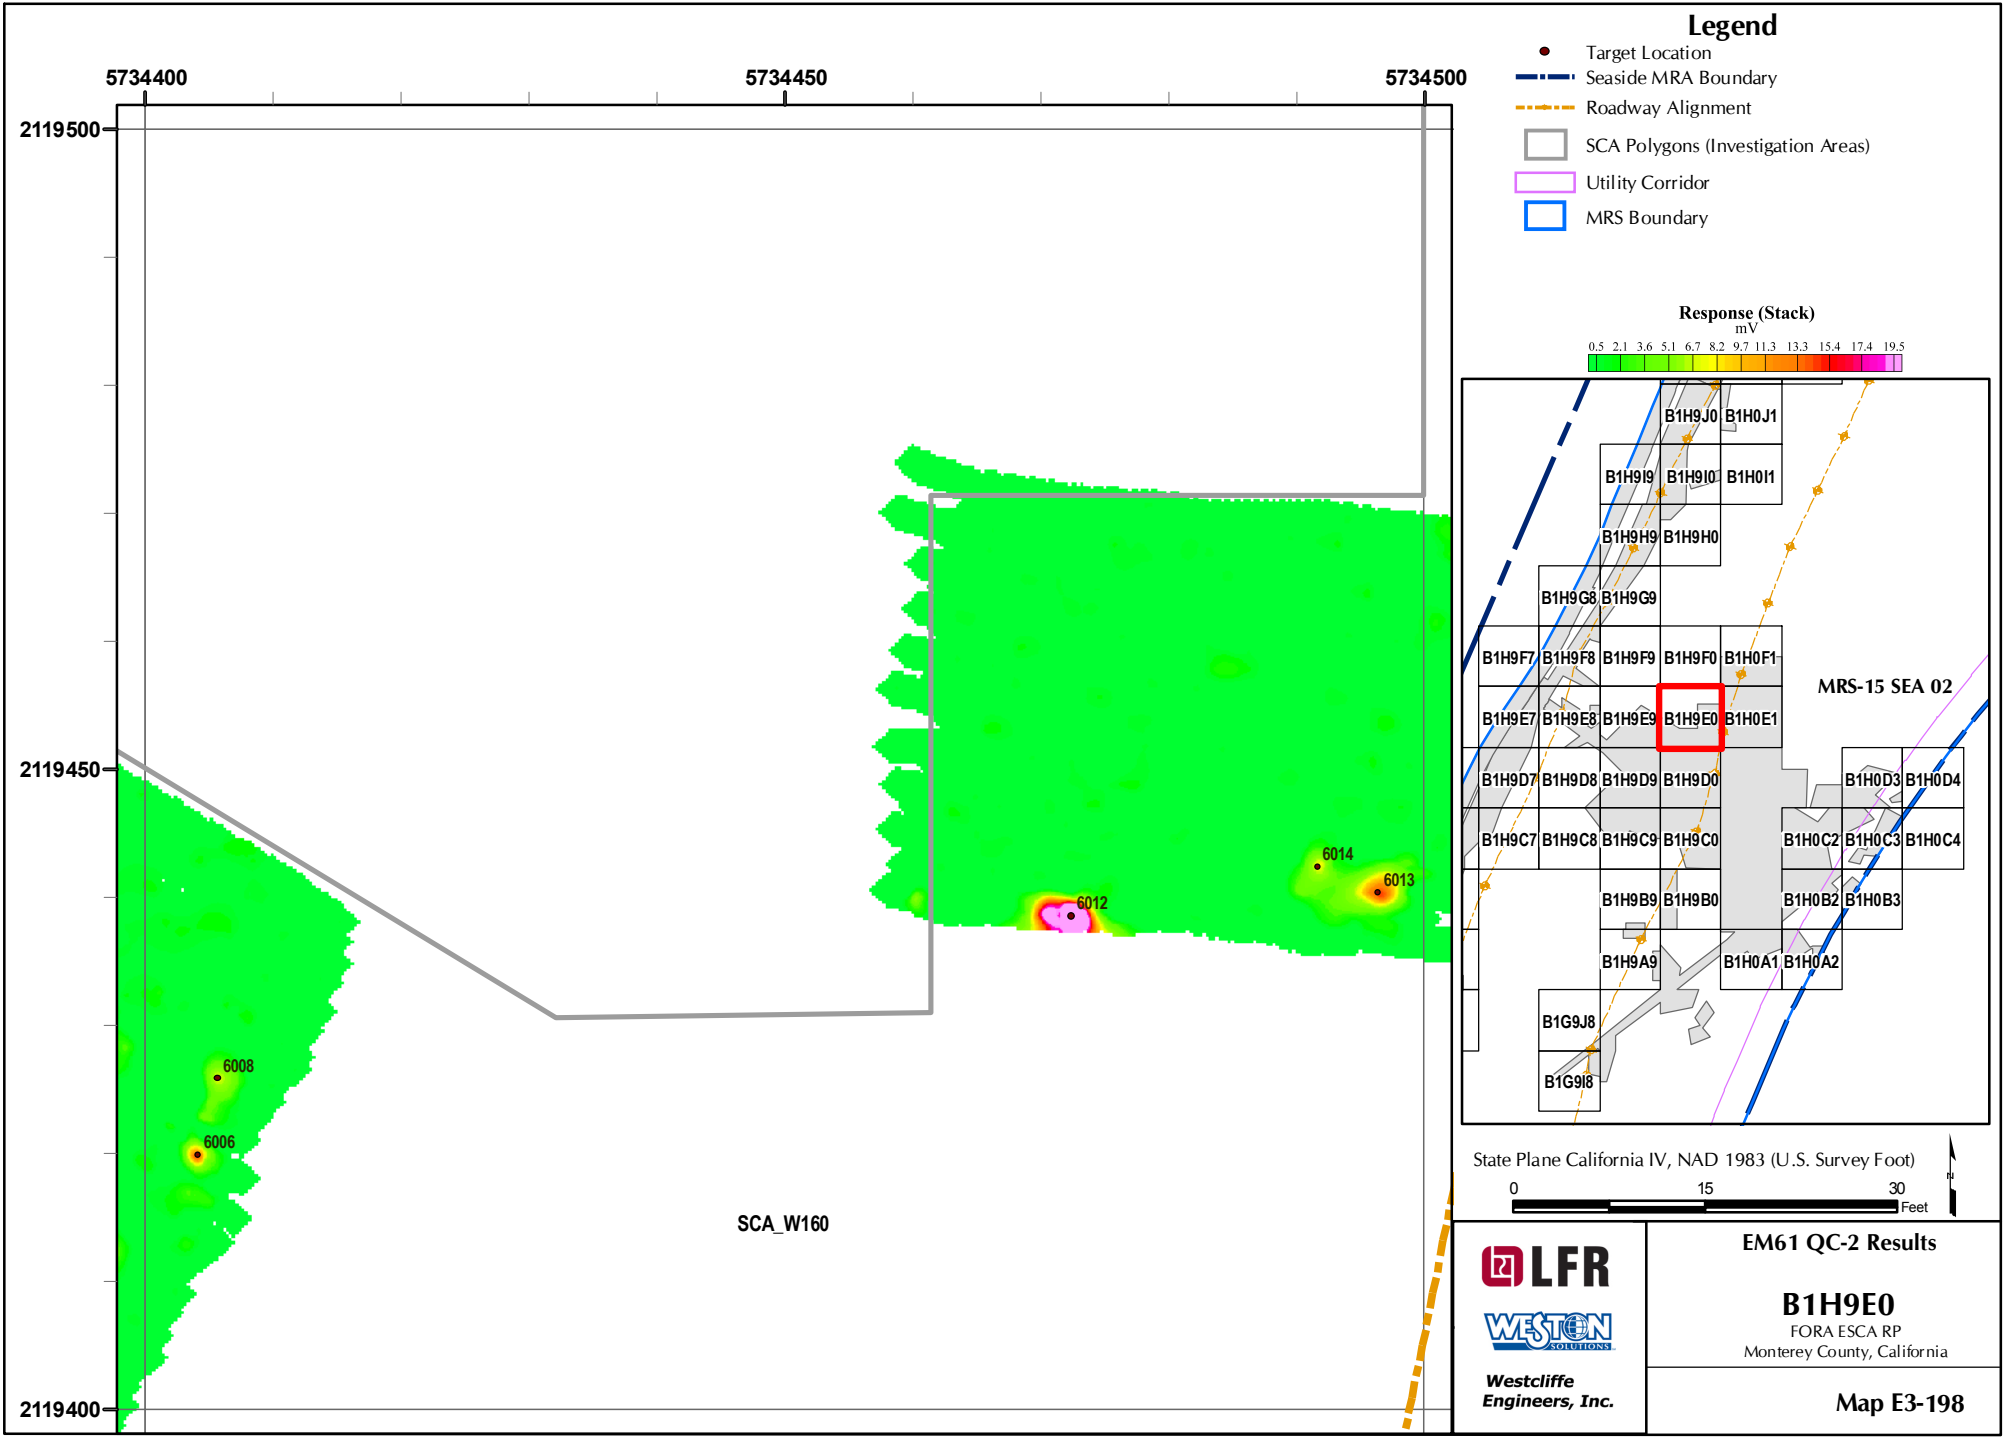 Legend
Target Location
Seaside MRA Boundary
Roadway Alignment
SCA Polygons (Investigation Areas)
Utility Corridor
MRS Boundary
5734400 5734450 5734500
2119500
2119450
2119400
6014
6013
6012
6008
6006
SCA_W160
Response (Stack)
mV
0.5 2.1 3.6 5.1 6.7 8.2 9.7 11.3 13.3 15.4 17.4 19.5
B1H9J0 B1H0J1
B1H9I9 B1H9I0 B1H0I1
B1H9H9 B1H9H0
B1H9G8 B1H9G9
B1H9F7 B1H9F8 B1H9F9 B1H9F0 B1H0F1
MRS-15 SEA 02
B1H9E7 B1H9E8 B1H9E9 B1H9E0 B1H0E1
B1H9D7 B1H9D8 B1H9D9 B1H9D0 B1H0D3 B1H0D4
B1H9C7 B1H9C8 B1H9C9 B1H9C0 B1H0C2 B1H0C3 B1H0C4
B1H9B9 B1H9B0 B1H0B2 B1H0B3
B1H9A9 B1H0A1 B1H0A2
B1G9J8
B1G9I8
State Plane California IV, NAD 1983 (U.S. Survey Foot)
N
0 15 30
Feet
LFR
WESTON
SOLUTIONS
Westcliffe
Engineers, Inc.
EM61 QC-2 Results
B1H9E0
FORA ESCA RP
Monterey County, California
Map E3-198